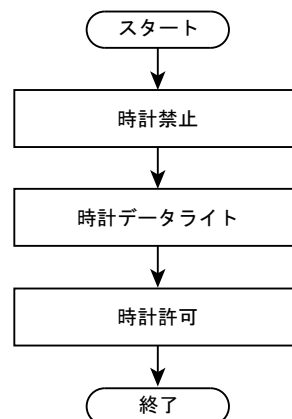 スタート
時計禁止
時計データライト
時計許可
終了